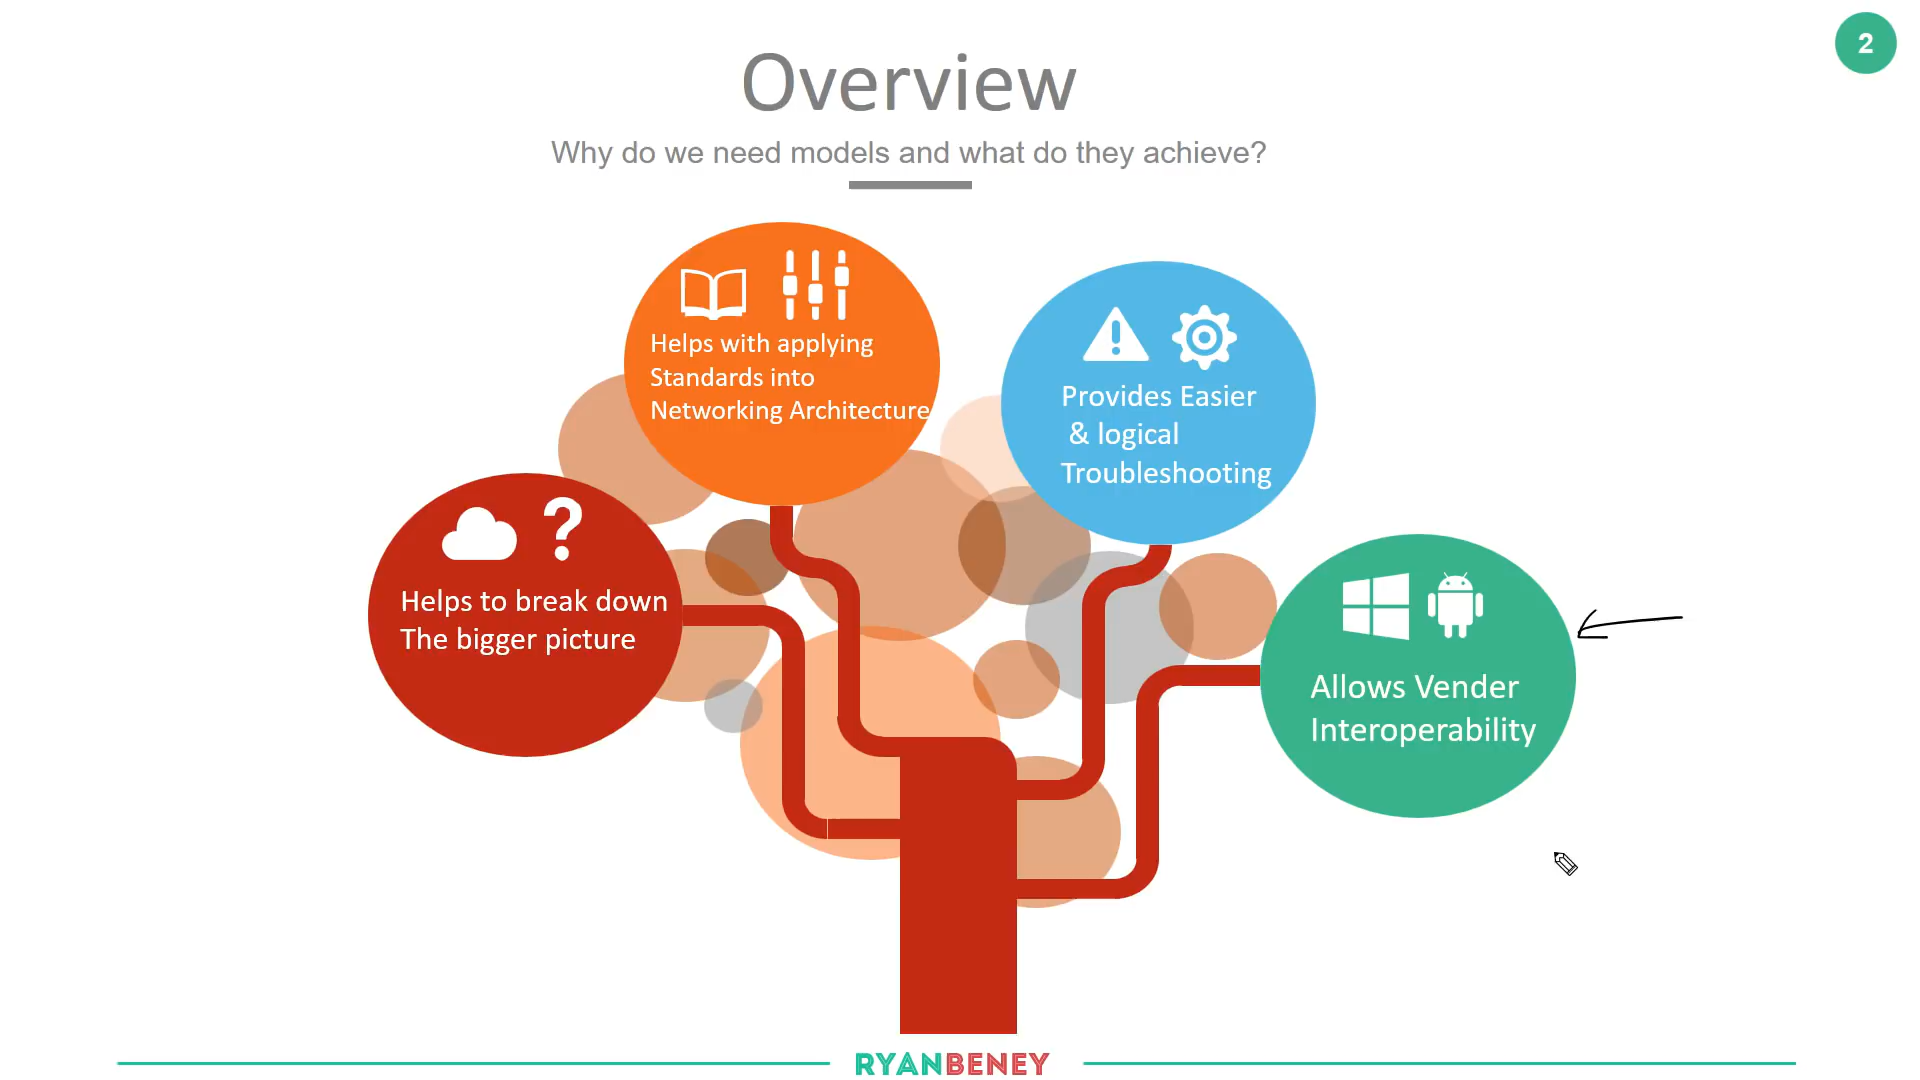 2
Overview
Why do we need models and what do they achieve?
Helps with applying
Standards into
Networking Architecture
Provides Easier
& logical
Troubleshooting
Helps to break down
The bigger picture
?
Allows Vender
Interoperability
RYANBENEY